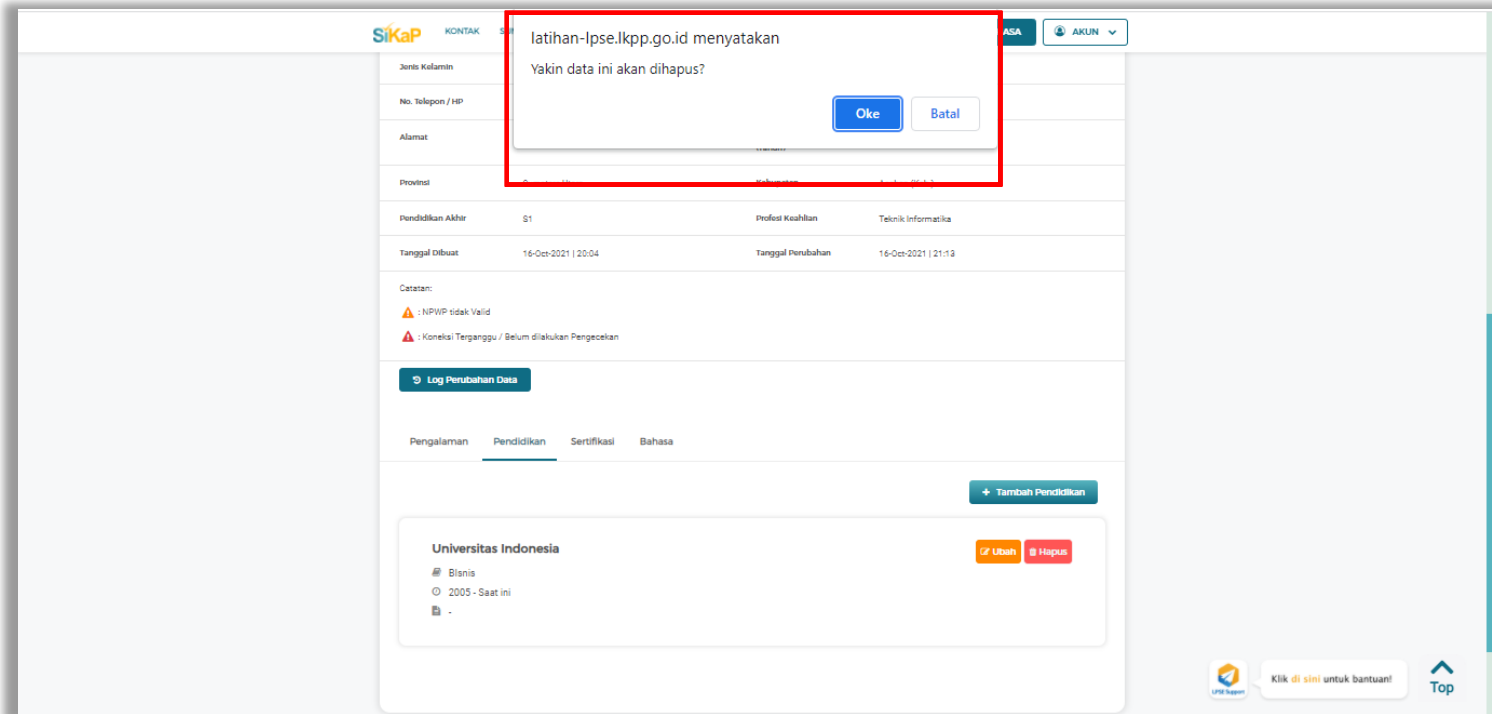 SiKaP KONTAK AKUN
latihan-lpse.lkpp.go.id menyatakan
Yakin data ini akan dihapus?
Oke Batal
Jenis Kelamin
No. Telepon / HP
Alamat
Provinsi
Pendidikan Akhir S1 Profesi Keahlian Teknik Informatika
Tanggal Dibuat 16-Oct-2021 | 20:04 Tanggal Perubahan 16-Oct-2021 | 21:13
Catatan:
: NPWP tidak Valid
: Koneksi Terganggu / Belum dilakukan Pengecekan
Log Perubahan Data
Pengalaman Pendidikan Sertifikasi Bahasa
+ Tambah Pendidikan
Universitas Indonesia
Ubah Hapus
Bisnis
2005 - Saat ini
-
LPSE Support
Klik di sini untuk bantuan!
Top